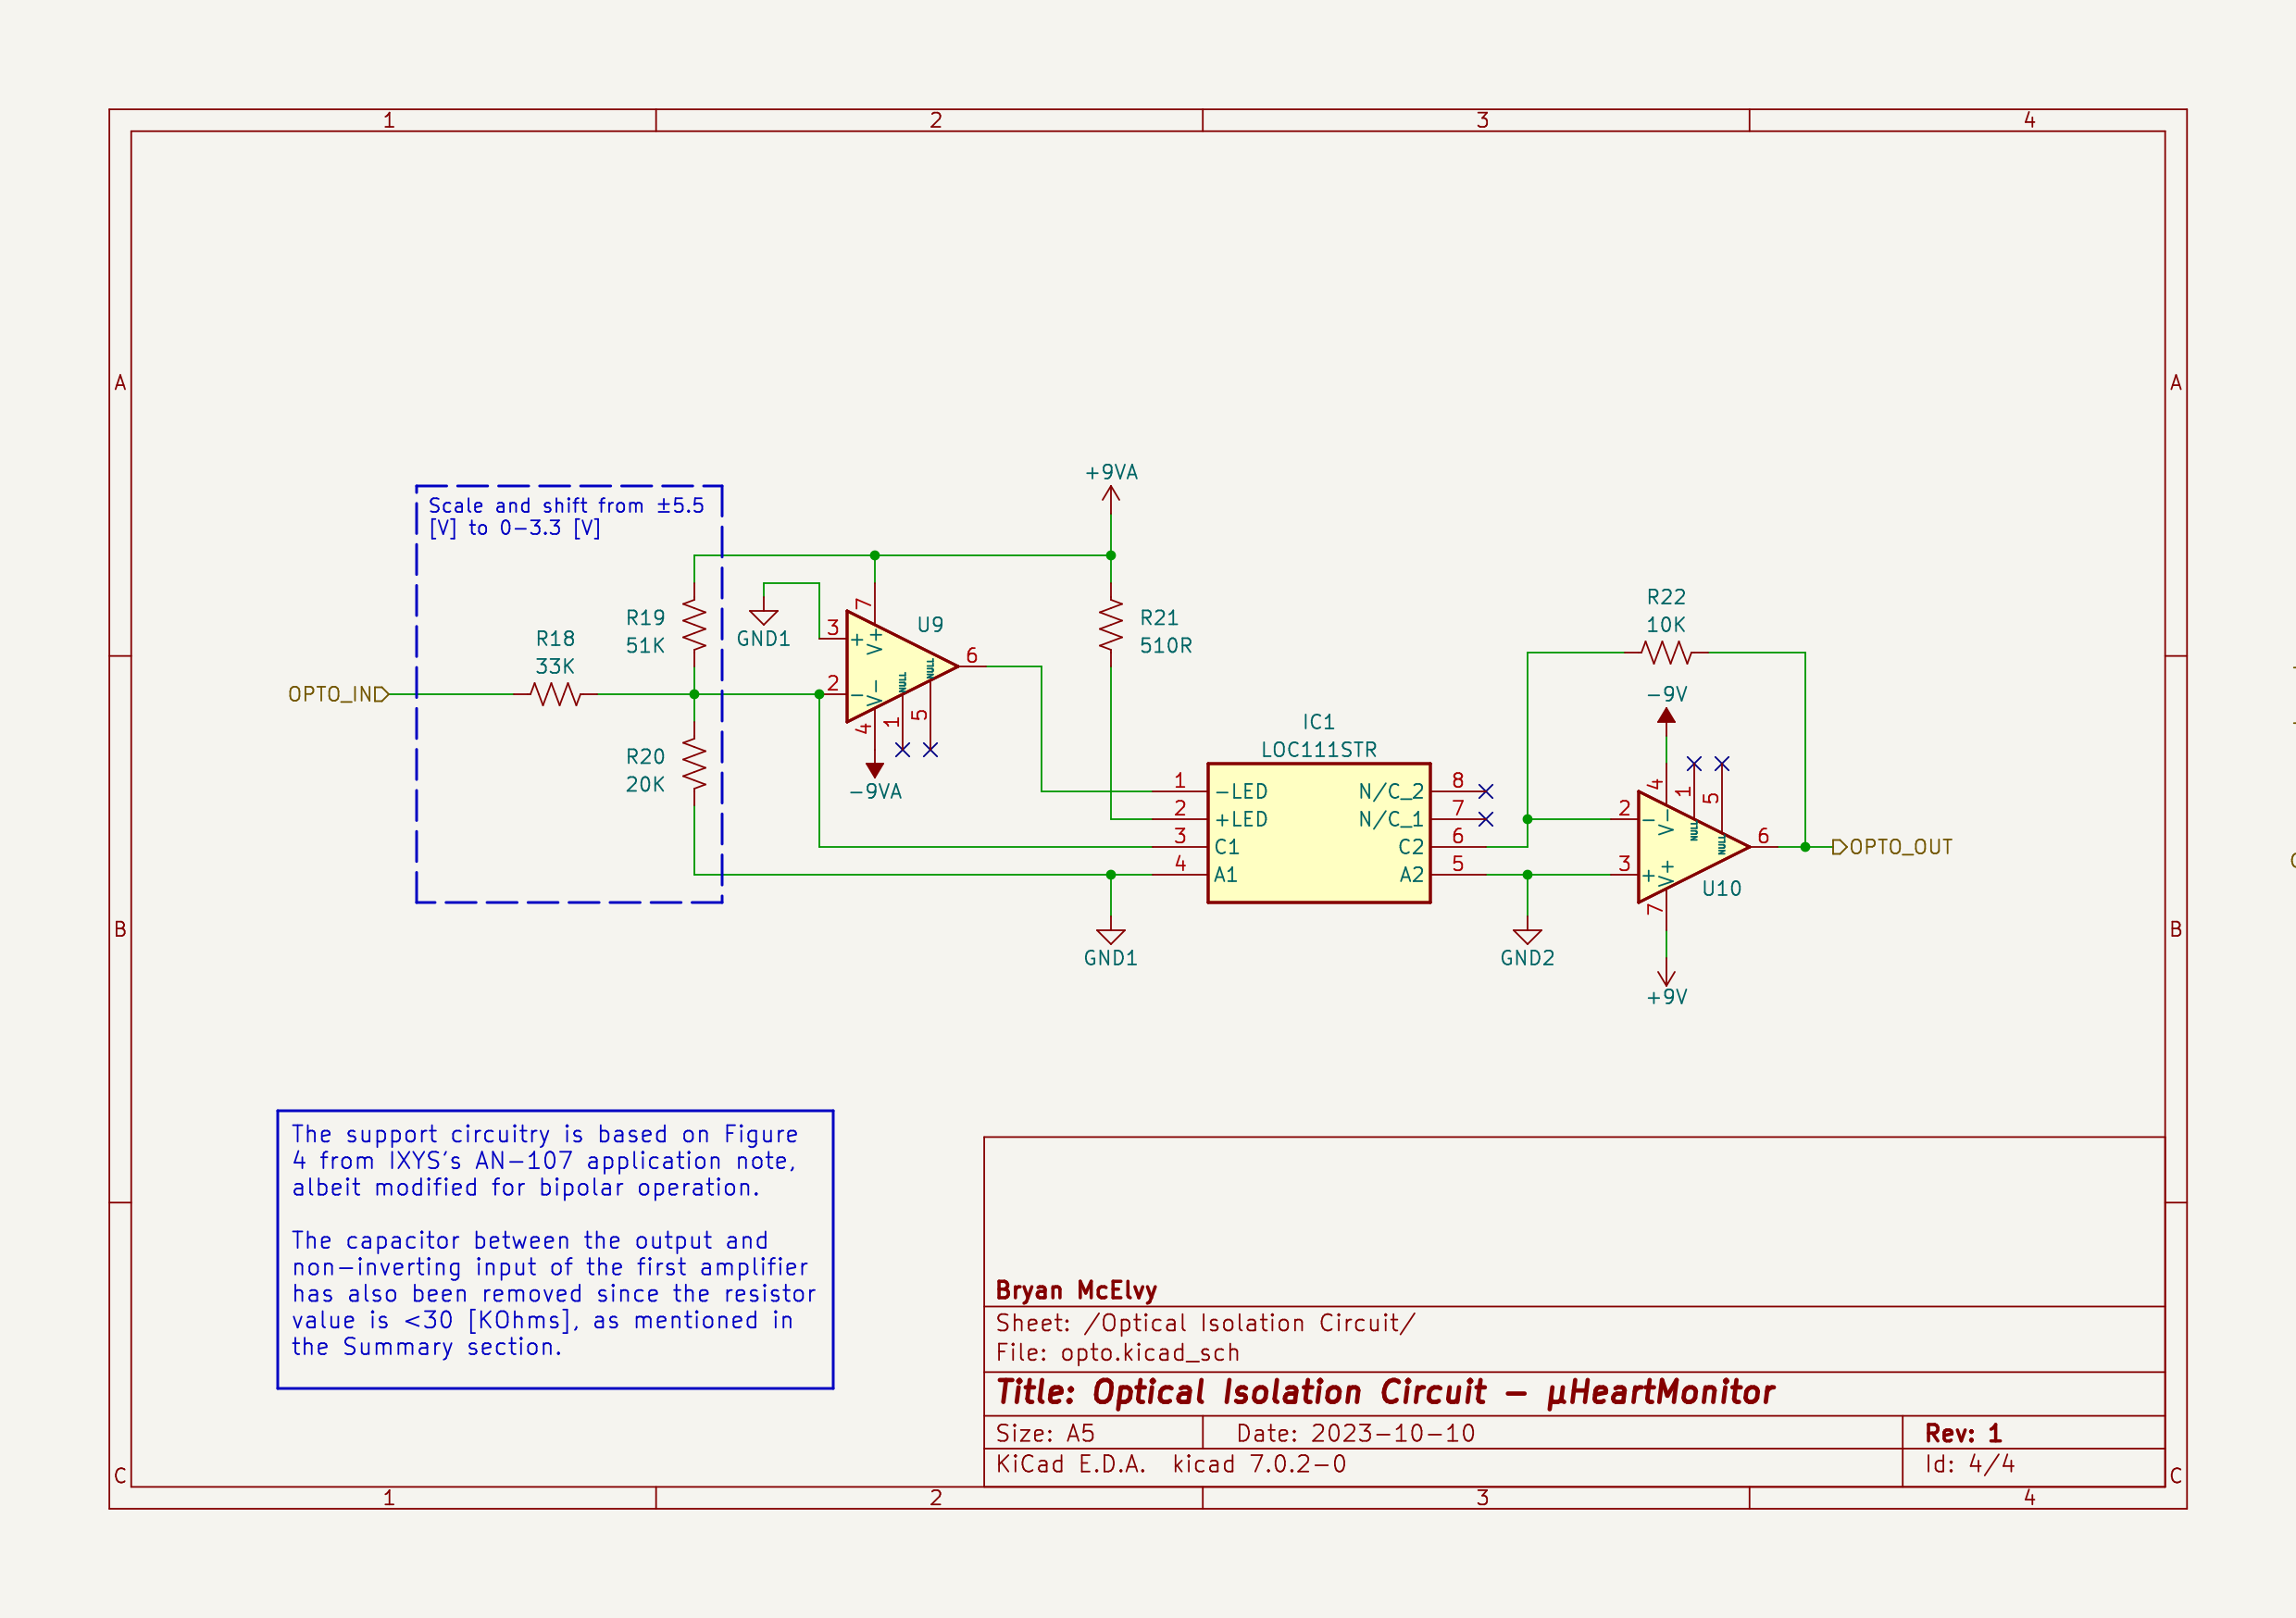 1 2 3 4
A A
B B
C C
+9VA
Scale and shift from ±5.5
[V] to 0-3.3 [V]
R19
51K
R18
33K
R20
20K
OPTO_IN
GND1
7
3
+
V+
U9
6
2
-
V-
NULL
NULL
4
1
5
-9VA
R21
510R
IC1
LOC111STR
1 -LED N/C_2 8
2 +LED N/C_1 7
3 C1 C2 6
4 A1 A2 5
GND1
GND2
R22
10K
-9V
4
1
5
2
-
V-
NULL
NULL
6
3
+
V+
U10
7
+9V
OPTO_OUT
The support circuitry is based on Figure
4 from IXYS's AN-107 application note,
albeit modified for bipolar operation.
The capacitor between the output and
non-inverting input of the first amplifier
has also been removed since the resistor
value is <30 [KOhms], as mentioned in
the Summary section.
Bryan McElvy
Sheet: /Optical Isolation Circuit/
File: opto.kicad_sch
Title: Optical Isolation Circuit - µHeartMonitor
Size: A5 Date: 2023-10-10 Rev: 1
KiCad E.D.A. kicad 7.0.2-0 Id: 4/4
1 2 3 4